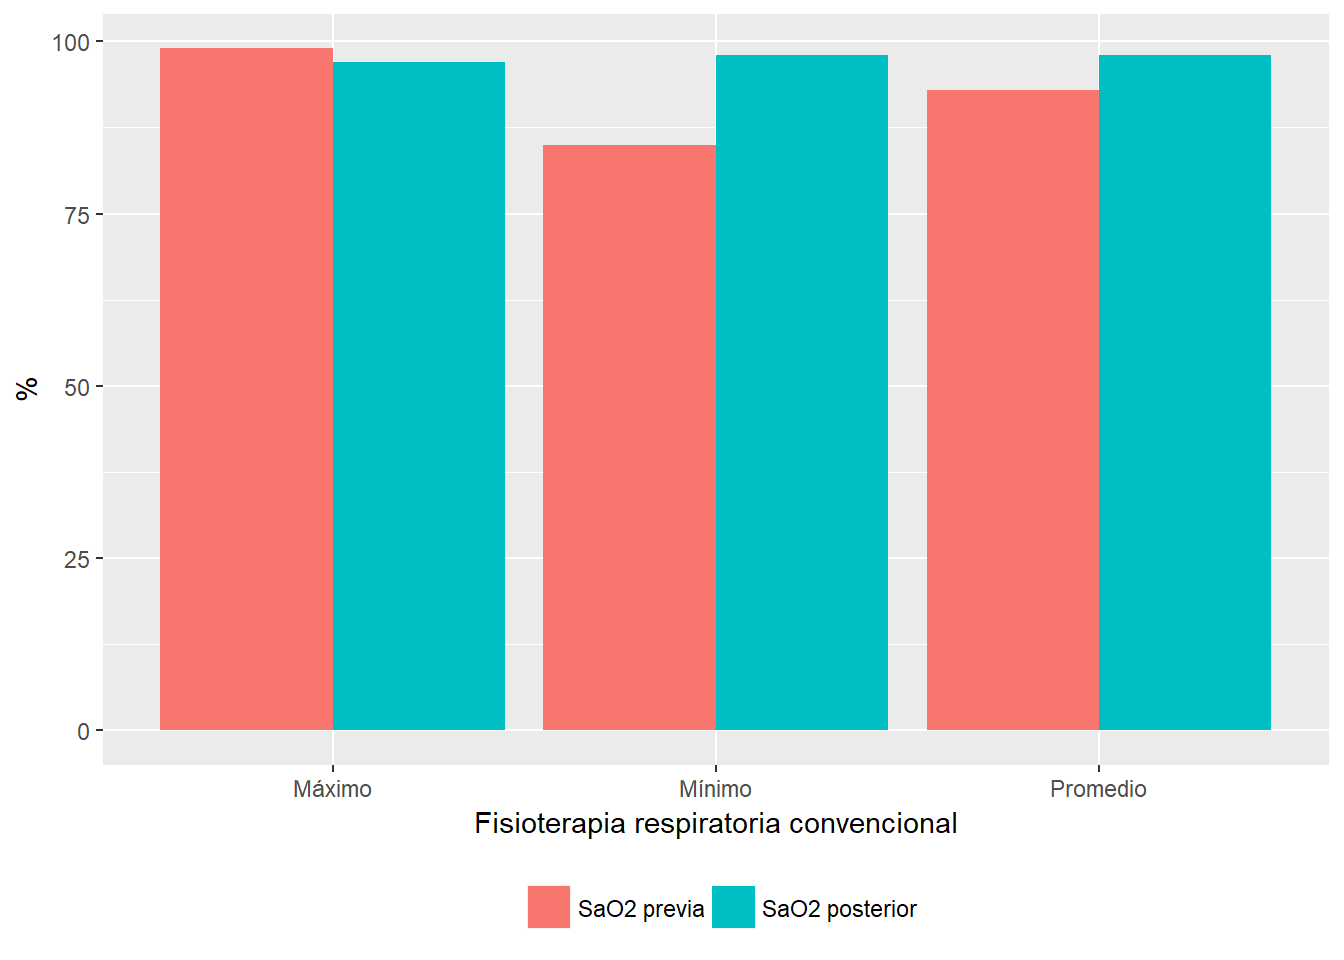 100
75
50
25
0
%
Máximo Mínimo Promedio
Fisioterapia respiratoria convencional
SaO2 previa SaO2 posterior